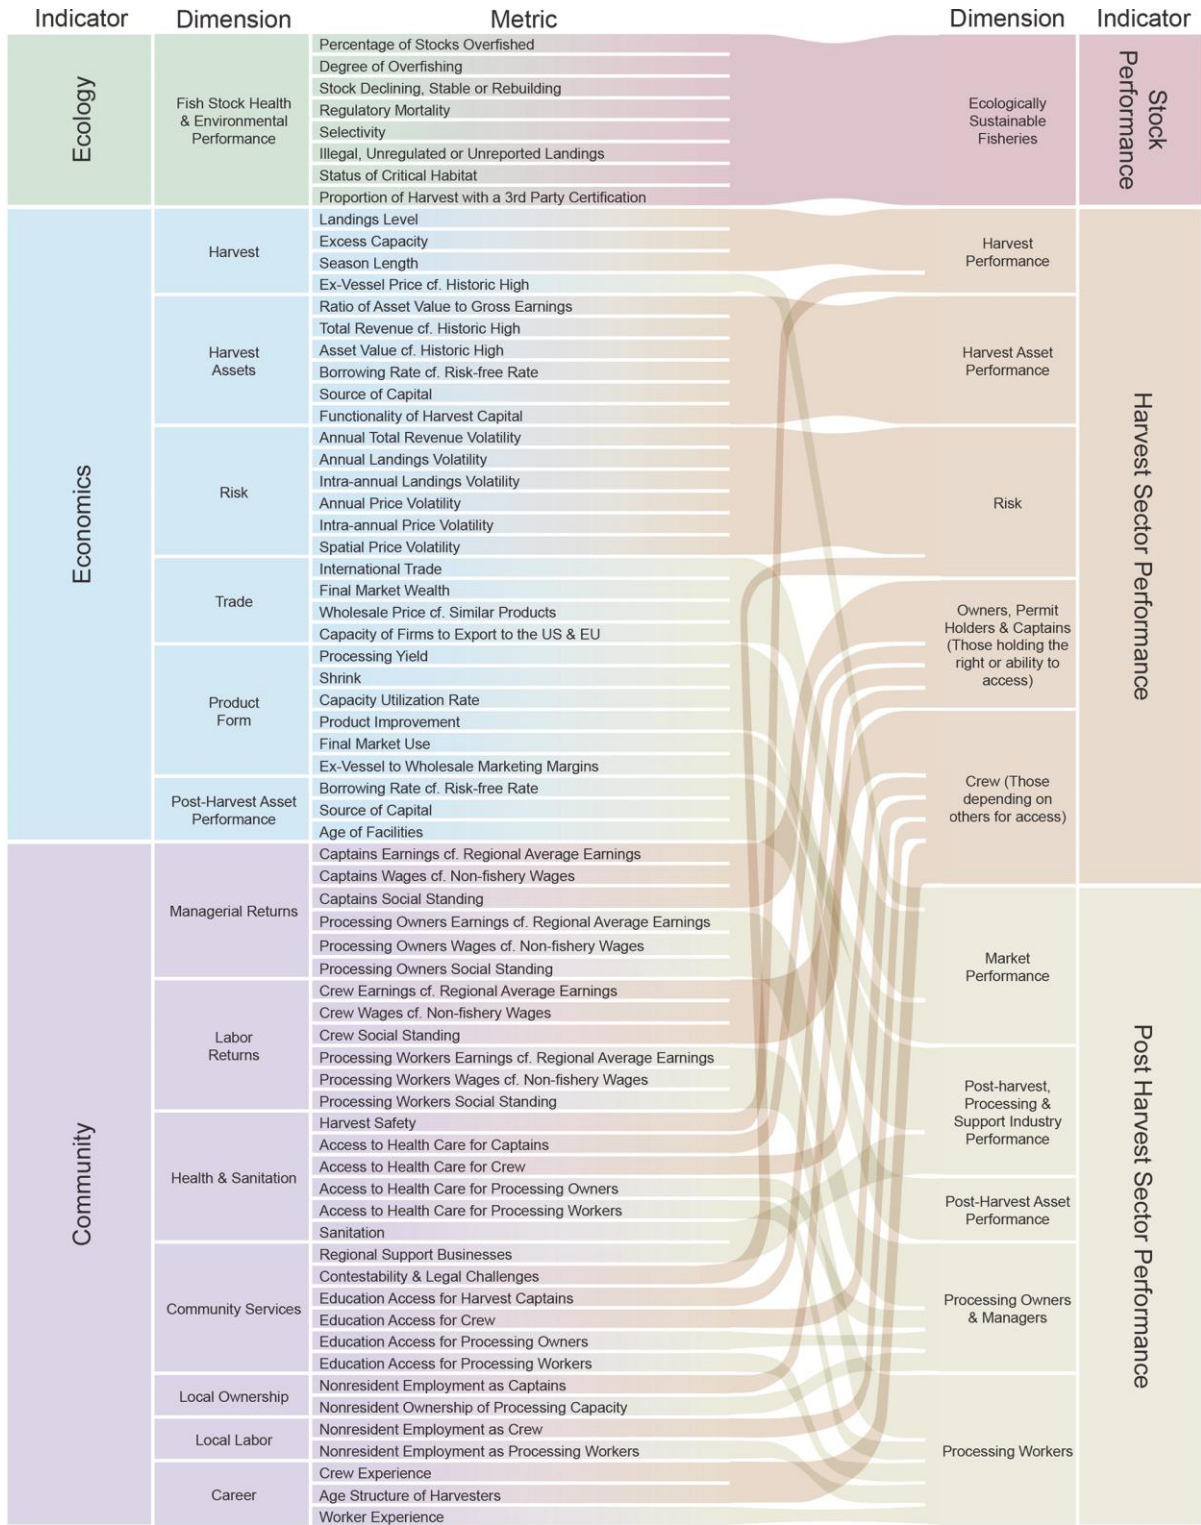 Indicator
Dimension
Metric
Dimension
Indicator
Ecology
Fish Stock Health
& Environmental
Performance
Percentage of Stocks Overfished
Degree of Overfishing
Stock Declining, Stable or Rebuilding
Regulatory Mortality
Selectivity
Illegal, Unregulated or Unreported Landings
Status of Critical Habitat
Proportion of Harvest with a 3rd Party Certification
Economics
Harvest
Landings Level
Excess Capacity
Season Length
Ex-Vessel Price cf. Historic High
Harvest
Assets
Ratio of Asset Value to Gross Earnings
Total Revenue cf. Historic High
Asset Value cf. Historic High
Borrowing Rate cf. Risk-free Rate
Source of Capital
Functionality of Harvest Capital
Risk
Annual Total Revenue Volatility
Annual Landings Volatility
Intra-annual Landings Volatility
Annual Price Volatility
Intra-annual Price Volatility
Spatial Price Volatility
Trade
International Trade
Final Market Wealth
Wholesale Price cf. Similar Products
Capacity of Firms to Export to the US & EU
Product
Form
Processing Yield
Shrink
Capacity Utilization Rate
Product Improvement
Final Market Use
Ex-Vessel to Wholesale Marketing Margins
Post-Harvest Asset
Performance
Borrowing Rate cf. Risk-free Rate
Source of Capital
Age of Facilities
Community
Managerial Returns
Captains Earnings cf. Regional Average Earnings
Captains Wages cf. Non-fishery Wages
Captains Social Standing
Processing Owners Earnings cf. Regional Average Earnings
Processing Owners Wages cf. Non-fishery Wages
Processing Owners Social Standing
Labor
Returns
Crew Earnings cf. Regional Average Earnings
Crew Wages cf. Non-fishery Wages
Crew Social Standing
Processing Workers Earnings cf. Regional Average Earnings
Processing Workers Wages cf. Non-fishery Wages
Processing Workers Social Standing
Health & Sanitation
Harvest Safety
Access to Health Care for Captains
Access to Health Care for Crew
Access to Health Care for Processing Owners
Access to Health Care for Processing Workers
Sanitation
Community Services
Regional Support Businesses
Contestability & Legal Challenges
Education Access for Harvest Captains
Education Access for Crew
Education Access for Processing Owners
Education Access for Processing Workers
Local Ownership
Nonresident Employment as Captains
Nonresident Ownership of Processing Capacity
Local Labor
Nonresident Employment as Crew
Nonresident Employment as Processing Workers
Career
Crew Experience
Age Structure of Harvesters
Worker Experience
Ecologically
Sustainable
Fisheries
Stock
Performance
Harvest
Performance
Harvest Asset
Performance
Risk
Owners, Permit
Holders & Captains
(Those holding the
right or ability to
access)
Crew (Those
depending on
others for access)
Harvest Sector Performance
Market
Performance
Post-harvest,
Processing &
Support Industry
Performance
Post-Harvest Asset
Performance
Processing Owners
& Managers
Processing Workers
Post Harvest Sector Performance